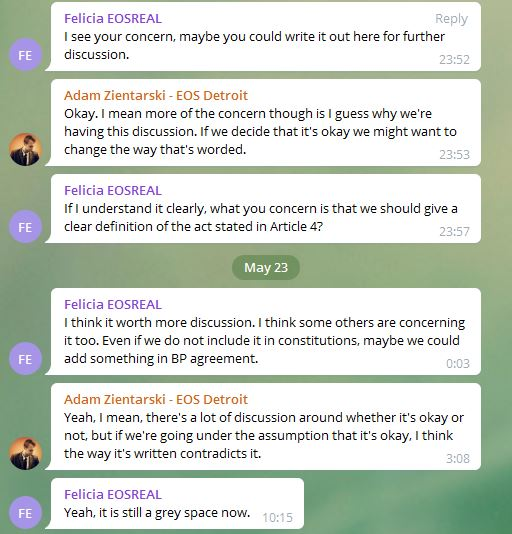 Felicia EOSREAL Reply
I see your concern, maybe you could write it out here for further
discussion.
23:52
FE
Adam Zientarski - EOS Detroit
Okay. I mean more of the concern though is I guess why we're
having this discussion. If we decide that it's okay we might want to
change the way that's worded.
23:53
Felicia EOSREAL
If I understand it clearly, what you concern is that we should give a
clear definition of the act stated in Article 4?
23:57
FE
May 23
Felicia EOSREAL
I think it worth more discussion. I think some others are concerning
it too. Even if we do not include it in constitutions, maybe we could
add something in BP agreement.
0:03
FE
Adam Zientarski - EOS Detroit
Yeah, I mean, there's a lot of discussion around whether it's okay or
not, but if we're going under the assumption that it's okay, I think
the way it's written contradicts it.
3:08
Felicia EOSREAL
Yeah, it is still a grey space now.
10:15
FE